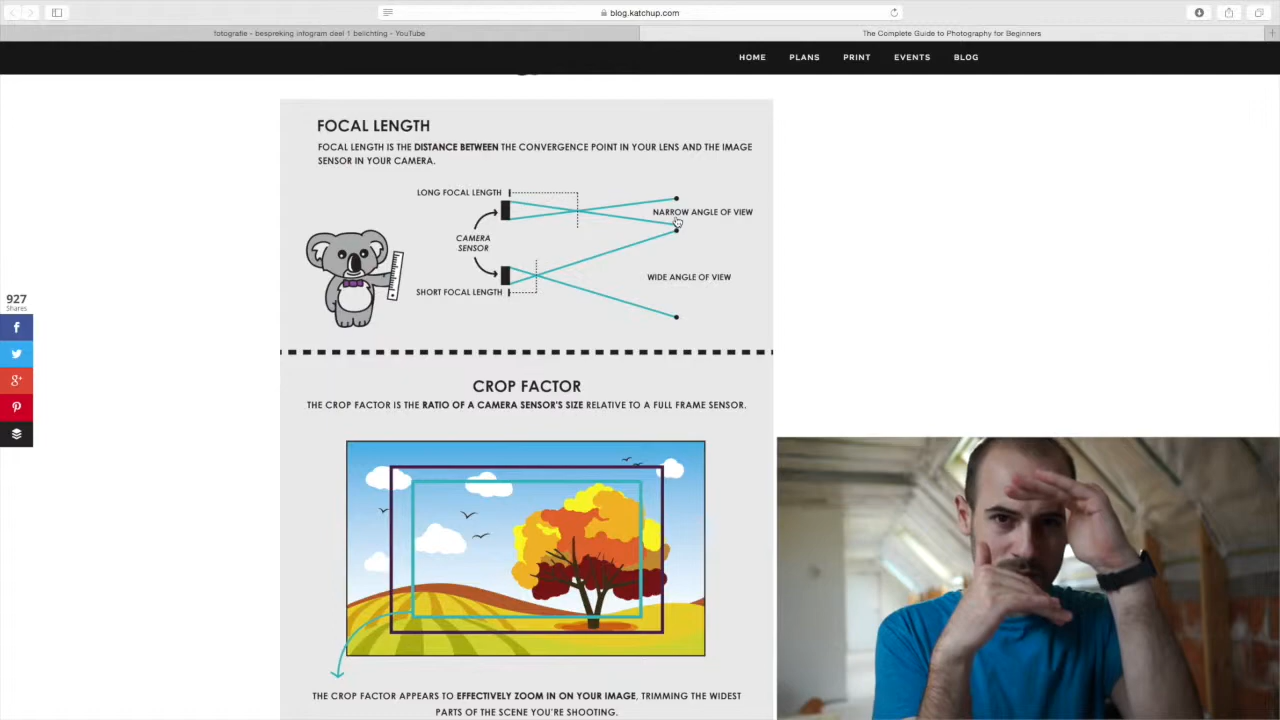 blog.katchup.com
fotografie - bespreking infogram deel 1 belichting - YouTube
The Complete Guide to Photography for Beginners
HOME PLANS PRINT EVENTS BLOG
FOCAL LENGTH
FOCAL LENGTH IS THE DISTANCE BETWEEN THE CONVERGENCE POINT IN YOUR LENS AND THE IMAGE
SENSOR IN YOUR CAMERA.
LONG FOCAL LENGTH
NARROW ANGLE OF VIEW
CAMERA
SENSOR
WIDE ANGLE OF VIEW
SHORT FOCAL LENGTH
927
Shares
CROP FACTOR
THE CROP FACTOR IS THE RATIO OF A CAMERA SENSOR'S SIZE RELATIVE TO A FULL FRAME SENSOR.
THE CROP FACTOR APPEARS TO EFFECTIVELY ZOOM IN ON YOUR IMAGE, TRIMMING THE WIDEST
PARTS OF THE SCENE YOU'RE SHOOTING.